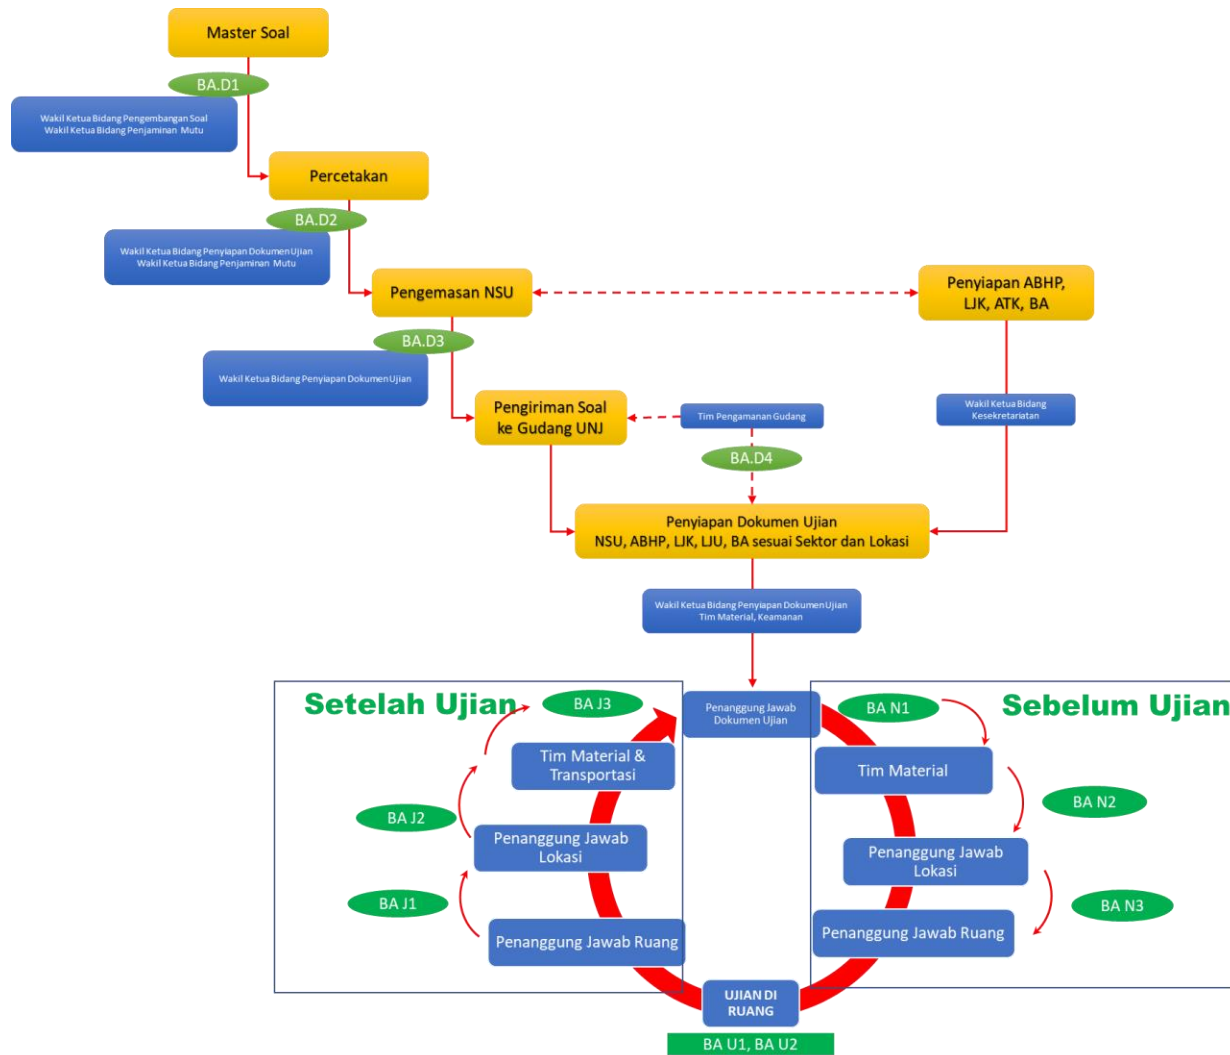 Master Soal
BA.D1
Wakil Ketua Bidang Pengembangan Soal
Wakil Ketua Bidang Penjaminan Mutu
Percetakan
BA.D2
Wakil Ketua Bidang Penyiapan Dokumen Ujian
Wakil Ketua Bidang Penjaminan Mutu
Pengemasan NSU
Penyiapan ABHP,
LJK, ATK, BA
BA.D3
Wakil Ketua Bidang Penyiapan Dokumen Ujian
Pengiriman Soal
ke Gudang UNJ
Tim Pengamanan Gudang
Wakil Ketua Bidang
Kesekretariatan
BA.D4
Penyiapan Dokumen Ujian
NSU, ABHP, LJK, LJU, BA sesuai Sektor dan Lokasi
Wakil Ketua Bidang Penyiapan Dokumen Ujian
Tim Material, Keamanan
Setelah Ujian
BA J3
Penanggung Jawab
Dokumen Ujian
BA N1
Sebelum Ujian
Tim Material &
Transportasi
Tim Material
BA J2
BA N2
Penanggung Jawab
Lokasi
Penanggung Jawab
Lokasi
BA J1
BA N3
Penanggung Jawab Ruang
Penanggung Jawab Ruang
UJIAN DI
RUANG
BA U1, BA U2